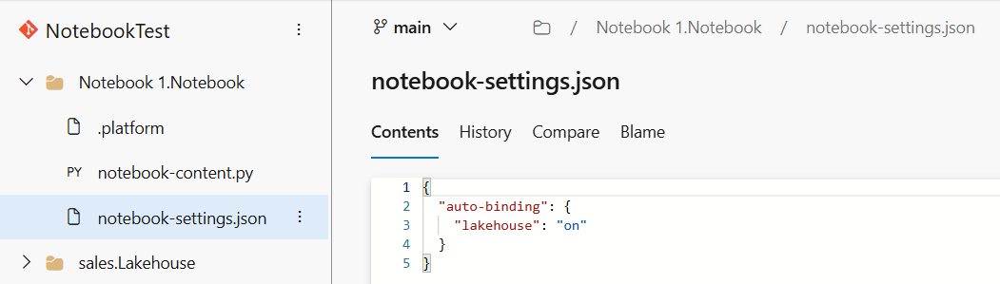 NotebookTest
Notebook 1.Notebook
.platform
PY notebook-content.py
notebook-settings.json
sales.Lakehouse
main / Notebook 1.Notebook / notebook-settings.json
notebook-settings.json
Contents History Compare Blame
1 {
2 "auto-binding": {
3 "lakehouse": "on"
4 }
5 }